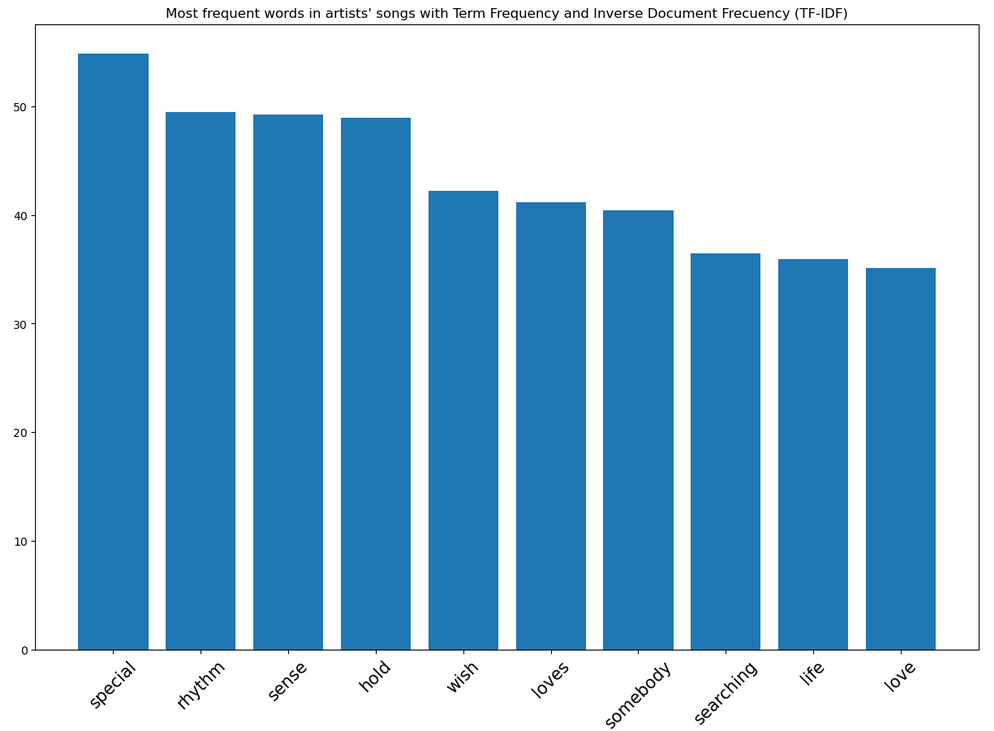 Most frequent words in artists' songs with Term Frequency and Inverse Document Frecuency (TF-IDF)
50
40
30
20
10
0
special
rhythm
sense
hold
wish
loves
somebody
searching
life
love